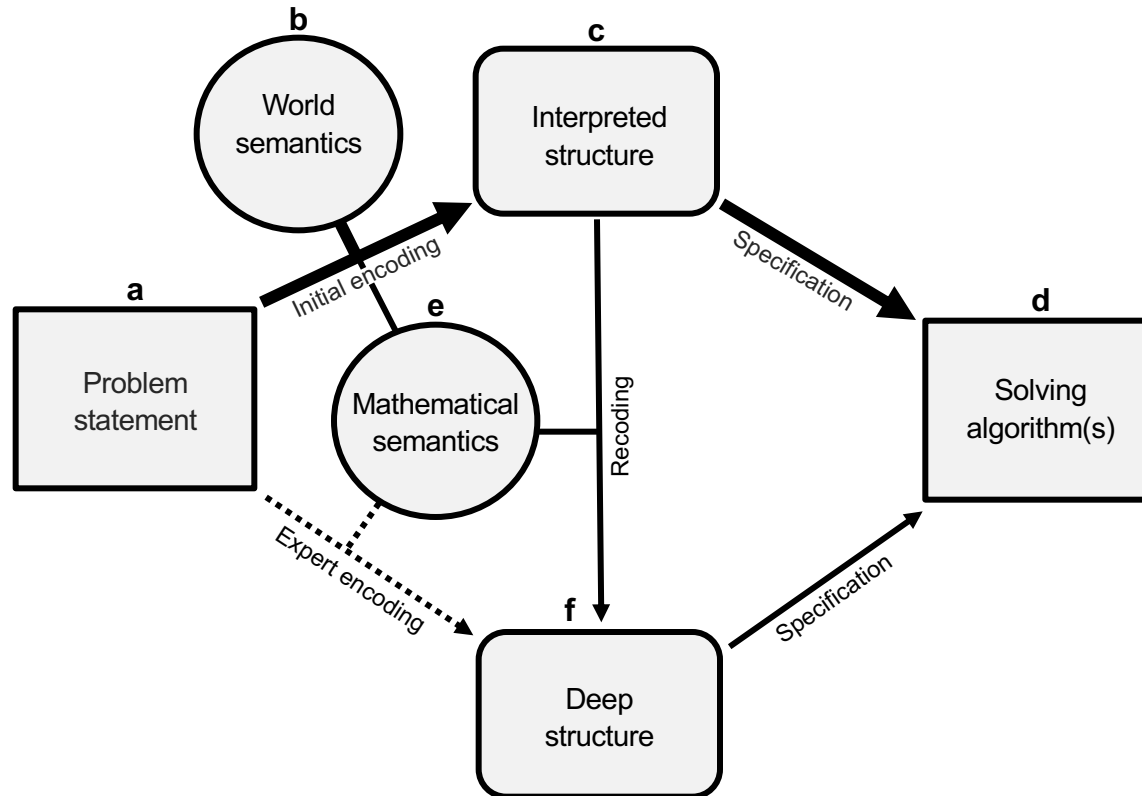 b
World
semantics
c
Interpreted
structure
Initial encoding
Specification
a
Problem
statement
e
Mathematical
semantics
Recoding
d
Solving
algorithm(s)
Expert encoding
f
Deep
structure
Specification